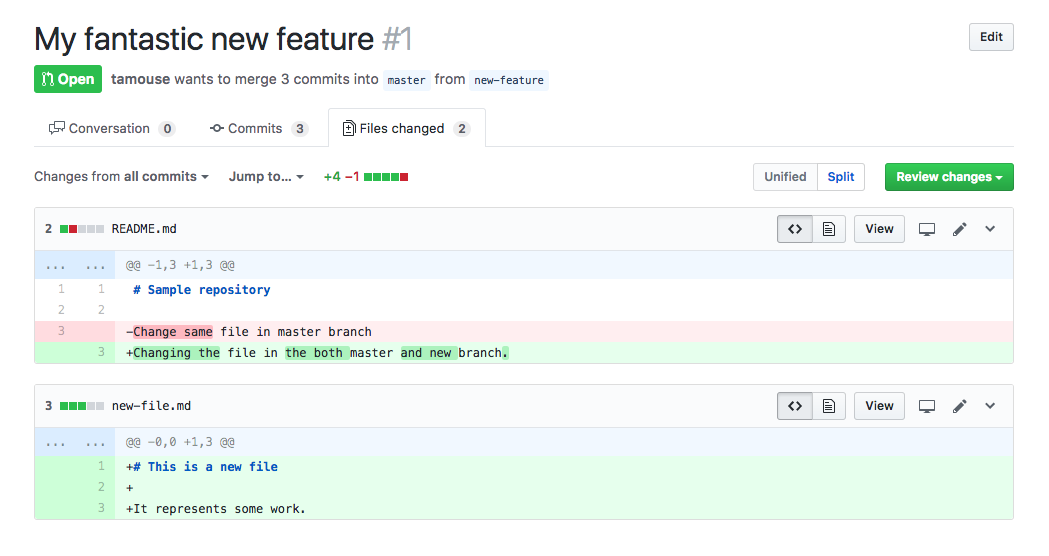 My fantastic new feature #1
Edit
Open tamouse wants to merge 3 commits into master from new-feature
Conversation 0 Commits 3 Files changed 2
Changes from all commits Jump to... +4 −1 Unified Split Review changes
2 README.md View
... ... @@ -1,3 +1,3 @@
1 1 # Sample repository
2 2
3 -Change same file in master branch
3 +Changing the file in the both master and new branch.
3 new-file.md View
... ... @@ -0,0 +1,3 @@
1 +# This is a new file
2 +
3 +It represents some work.